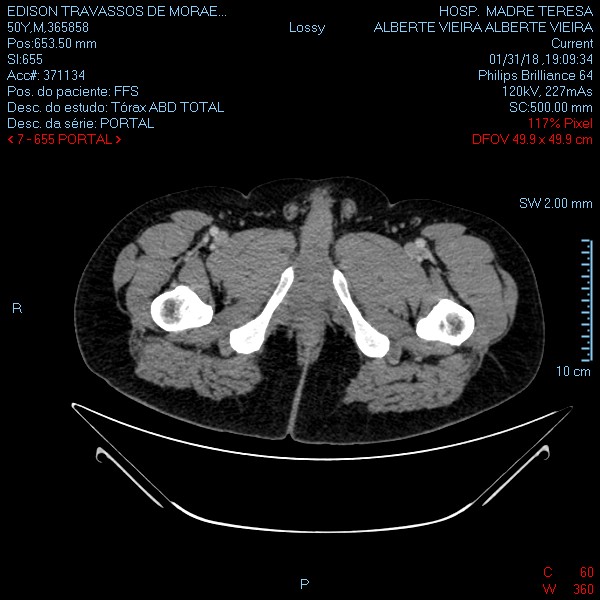 EDISON TRAVASSOS DE MORAE...
50Y,M,365858
Pos:653.50 mm
SI:655
Acc#: 371134
Pos. do paciente: FFS
Desc. do estudo: Tórax ABD TOTAL
Desc. da série: PORTAL
< 7 - 655 PORTAL >
Lossy
HOSP. MADRE TERESA
ALBERTE VIEIRA ALBERTE VIEIRA
Current
01/31/18 ,19:09:34
Philips Brilliance 64
120kV, 227mAs
SC:500.00 mm
117% Pixel
DFOV 49.9 x 49.9 cm
SW 2.00 mm
R
10 cm
P
C 60
W 360